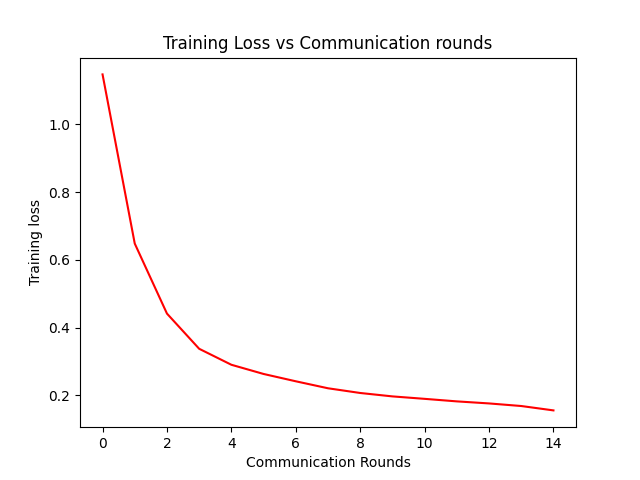 Training Loss vs Communication rounds
Training loss
1.0
0.8
0.6
0.4
0.2
0 2 4 6 8 10 12 14
Communication Rounds